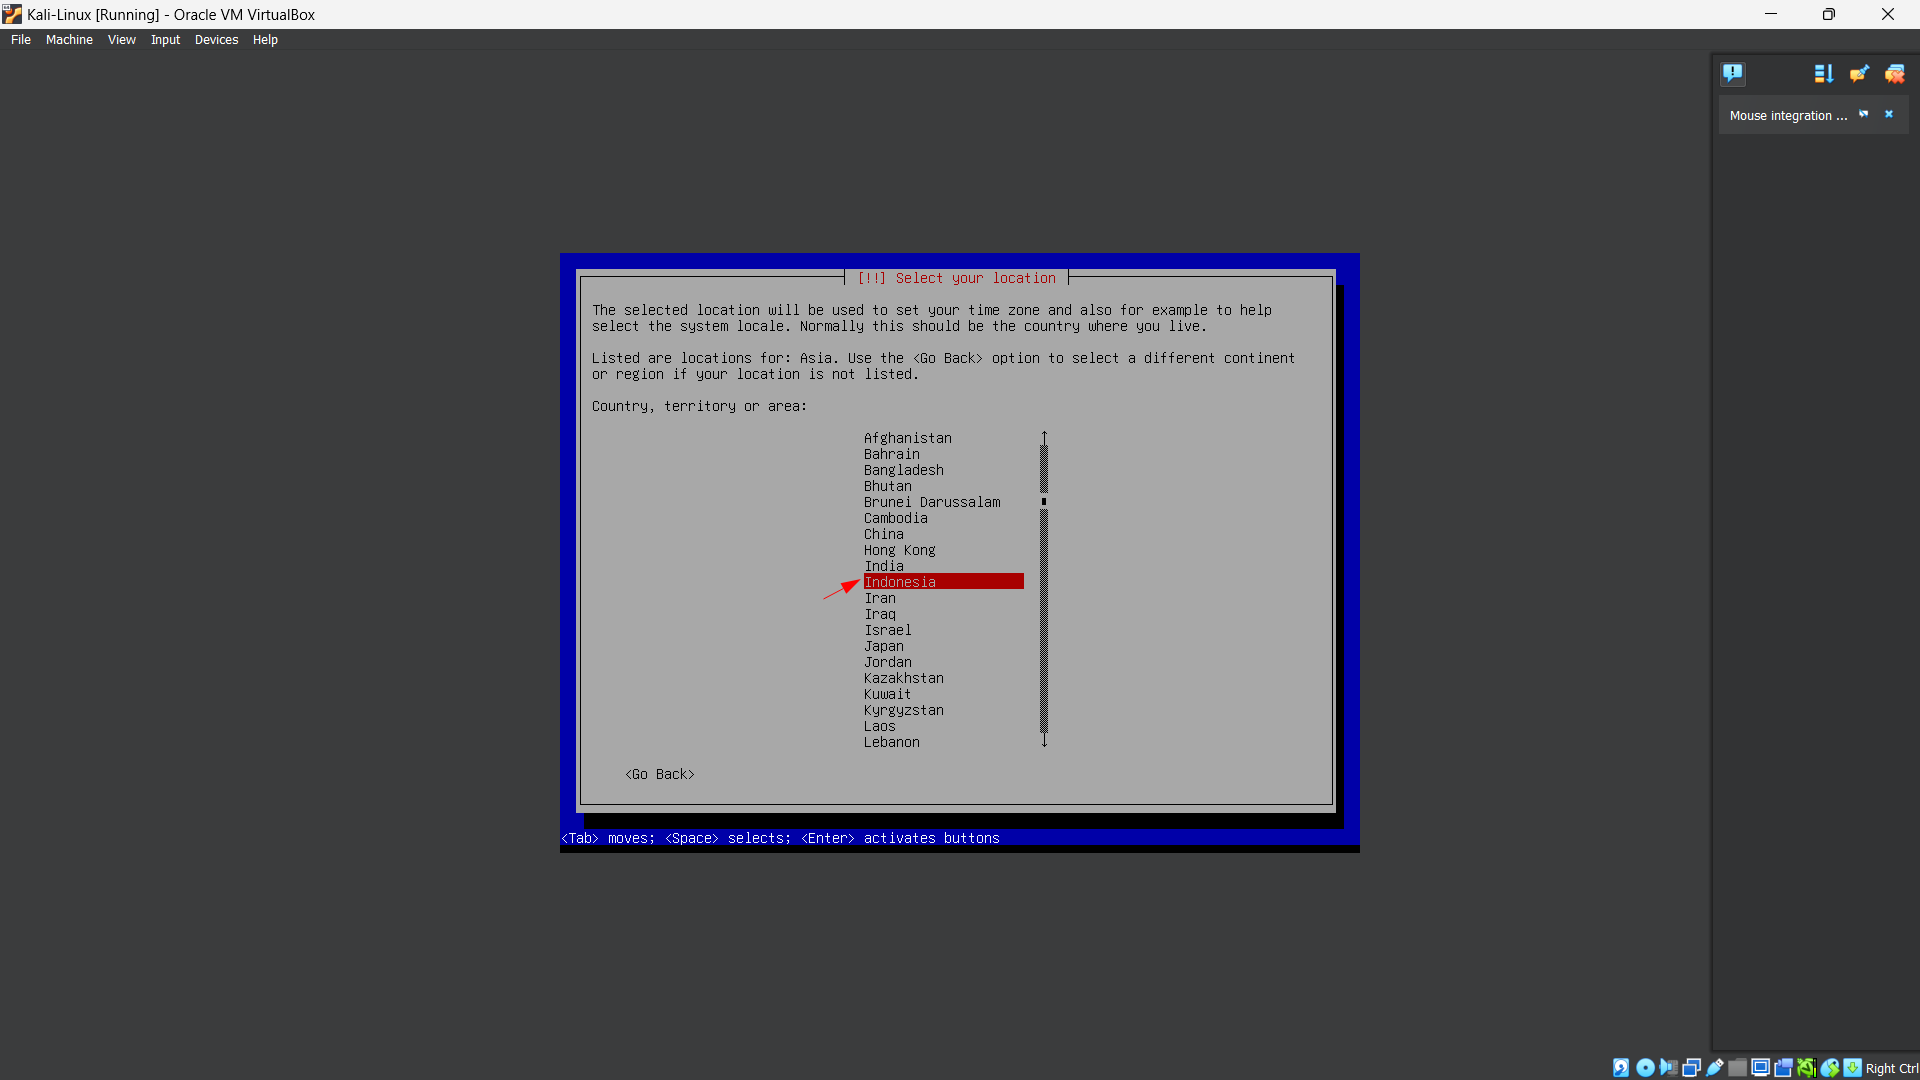 Kali-Linux [Running] - Oracle VM VirtualBox
File Machine View Input Devices Help
Mouse integration ...
[!!] Select your location
The selected location will be used to set your time zone and also for example to help
select the system locale. Normally this should be the country where you live.
Listed are locations for: Asia. Use the <Go Back> option to select a different continent
or region if your location is not listed.
Country, territory or area:
Afghanistan
Bahrain
Bangladesh
Bhutan
Brunei Darussalam
Cambodia
China
Hong Kong
India
Indonesia
Iran
Iraq
Israel
Japan
Jordan
Kazakhstan
Kuwait
Kyrgyzstan
Laos
Lebanon
<Go Back>
<Tab> moves; <Space> selects; <Enter> activates buttons
Right Ctrl